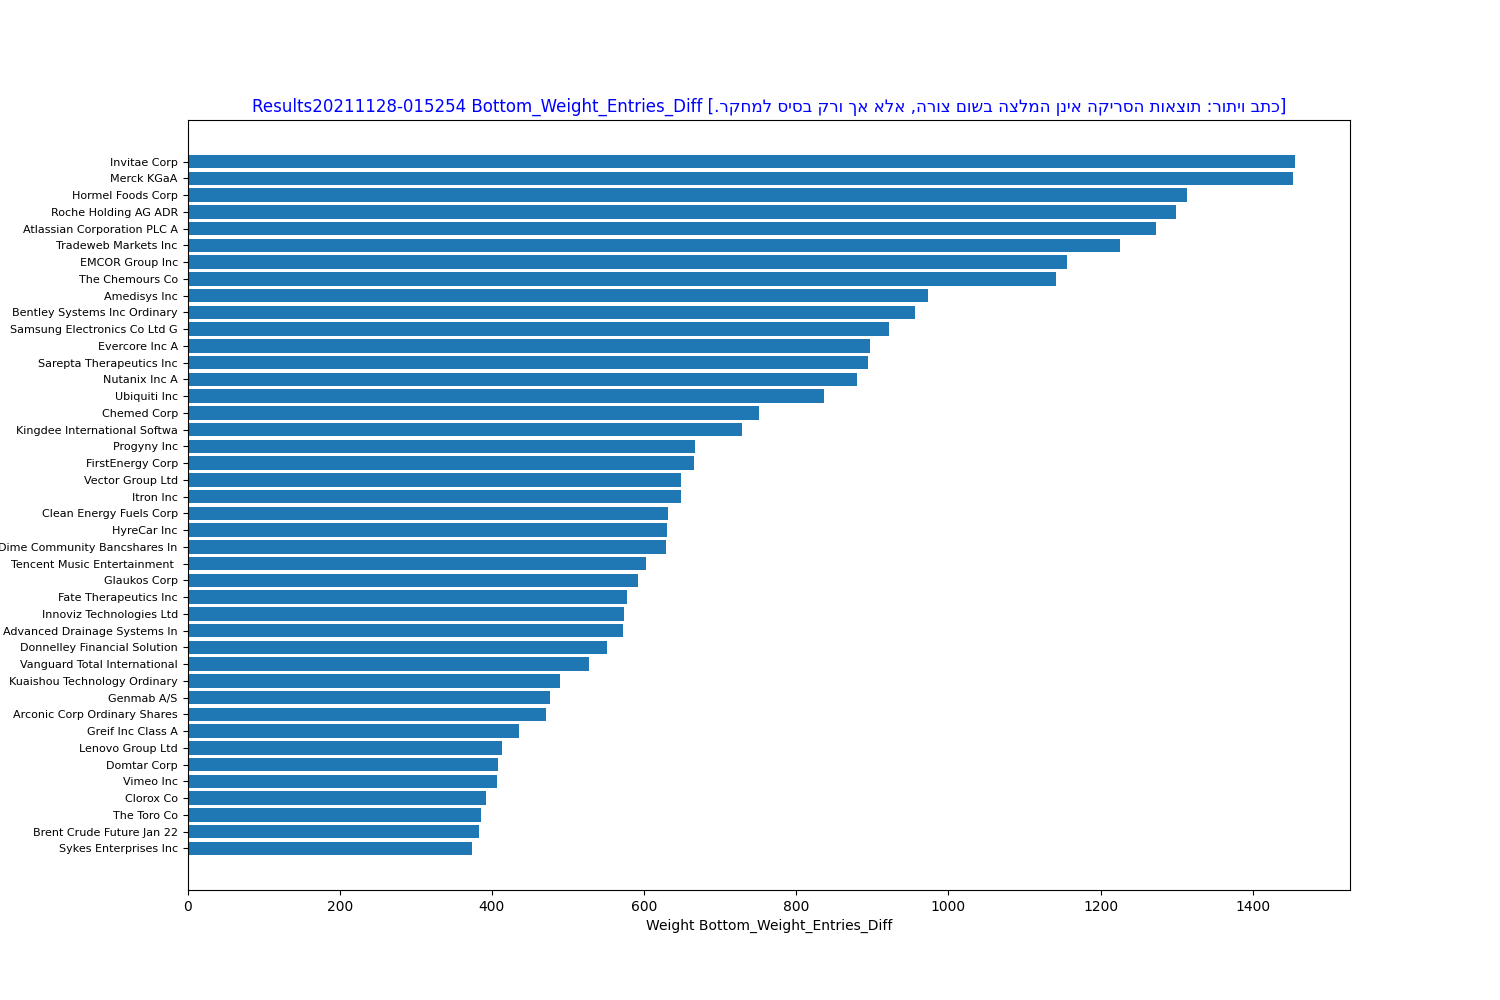 Results20211128-015254 Bottom_Weight_Entries_Diff [כתב ויתור: תוצאות הסריקה אינן המלצה בשום צורה, אלא אך ורק בסיס למחקר.]
Invitae Corp
Merck KGaA
Hormel Foods Corp
Roche Holding AG ADR
Atlassian Corporation PLC A
Tradeweb Markets Inc
EMCOR Group Inc
The Chemours Co
Amedisys Inc
Bentley Systems Inc Ordinary
Samsung Electronics Co Ltd G
Evercore Inc A
Sarepta Therapeutics Inc
Nutanix Inc A
Ubiquiti Inc
Chemed Corp
Kingdee International Softwa
Progyny Inc
FirstEnergy Corp
Vector Group Ltd
Itron Inc
Clean Energy Fuels Corp
HyreCar Inc
Dime Community Bancshares In
Tencent Music Entertainment
Glaukos Corp
Fate Therapeutics Inc
Innoviz Technologies Ltd
Advanced Drainage Systems In
Donnelley Financial Solution
Vanguard Total International
Kuaishou Technology Ordinary
Genmab A/S
Arconic Corp Ordinary Shares
Greif Inc Class A
Lenovo Group Ltd
Domtar Corp
Vimeo Inc
Clorox Co
The Toro Co
Brent Crude Future Jan 22
Sykes Enterprises Inc
0 200 400 600 800 1000 1200 1400
Weight Bottom_Weight_Entries_Diff